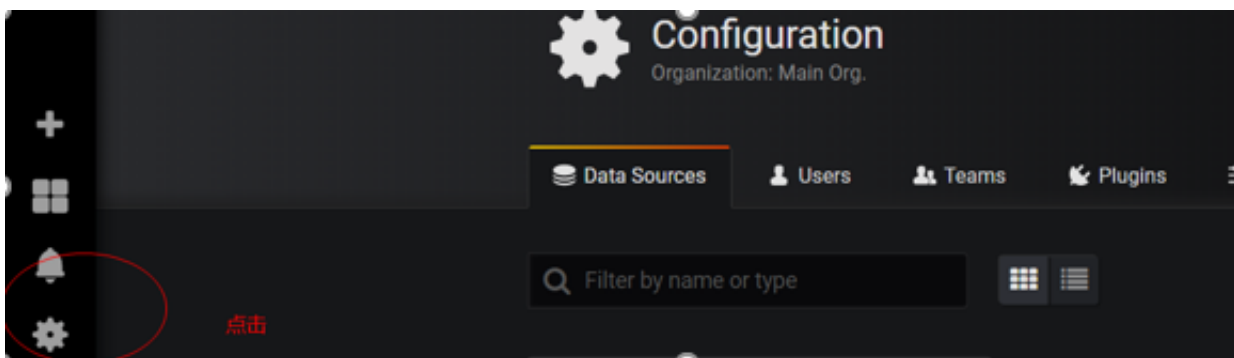 Configuration
Organization: Main Org.
Data Sources Users Teams Plugins
Filter by name or type
点击